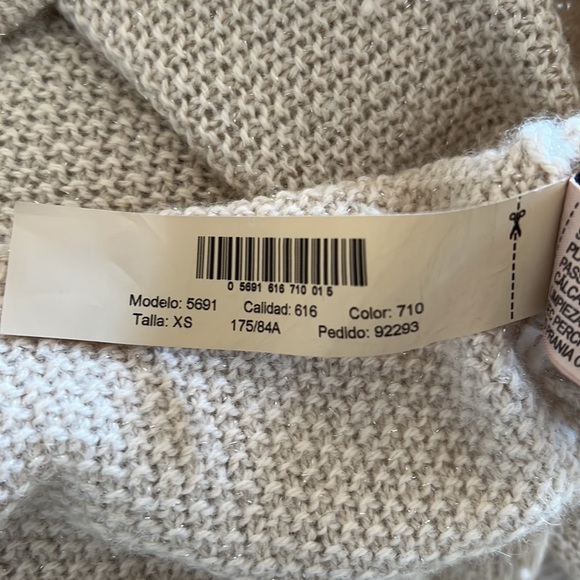 0 5691 616 710 01 5
Modelo: 5691 Calidad: 616 Color: 710
Talla: XS 175/84A Pedido: 92293